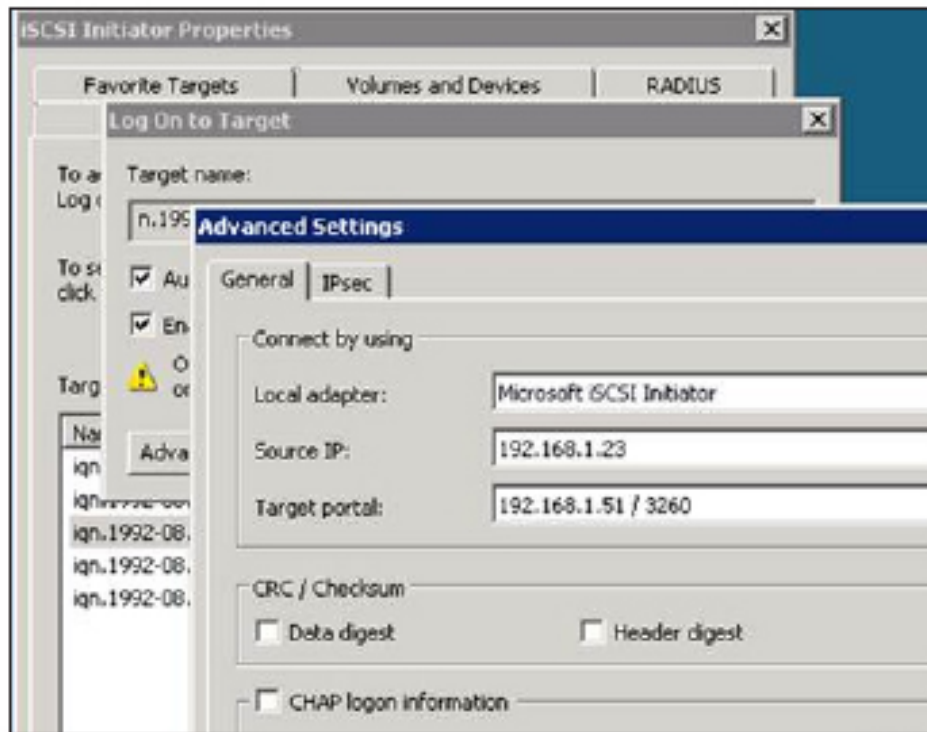 iSCSI Initiator Properties
Favorite Targets
Volumes and Devices
RADIUS
Log On to Target
To a
Log o
Target name:
n.199
Advanced Settings
To se
click
Au
General
IPsec
En
Connect by using
O
or
Targ
Local adapter:
Microsoft iSCSI Initiator
Nar
Adva
Source IP:
192.168.1.23
iqn
iqn.1992-08.
Target portal:
192.168.1.51 / 3260
iqn.1992-08.
iqn.1992-08.
iqn.1992-08.
CRC / Checksum
Data digest
Header digest
CHAP logon information